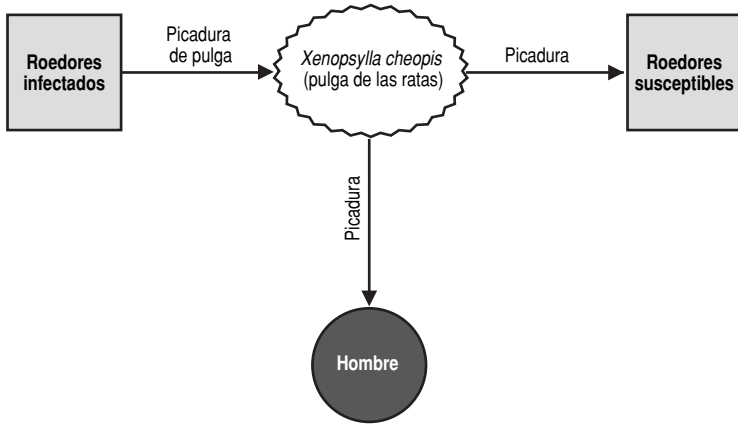 Roedores
infectados
Picadura
de pulga
Xenopsylla cheopis
(pulga de las ratas)
Picadura
Roedores
susceptibles
Picadura
Hombre